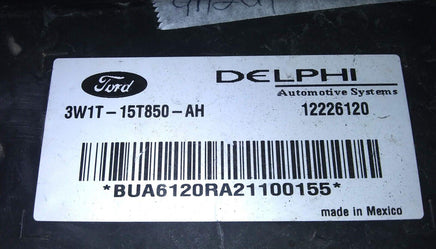 Ford
DELPHI
Automotive Systems
3W1T-15T850-AH
12226120
*BUA6120RA21100155*
made in Mexico